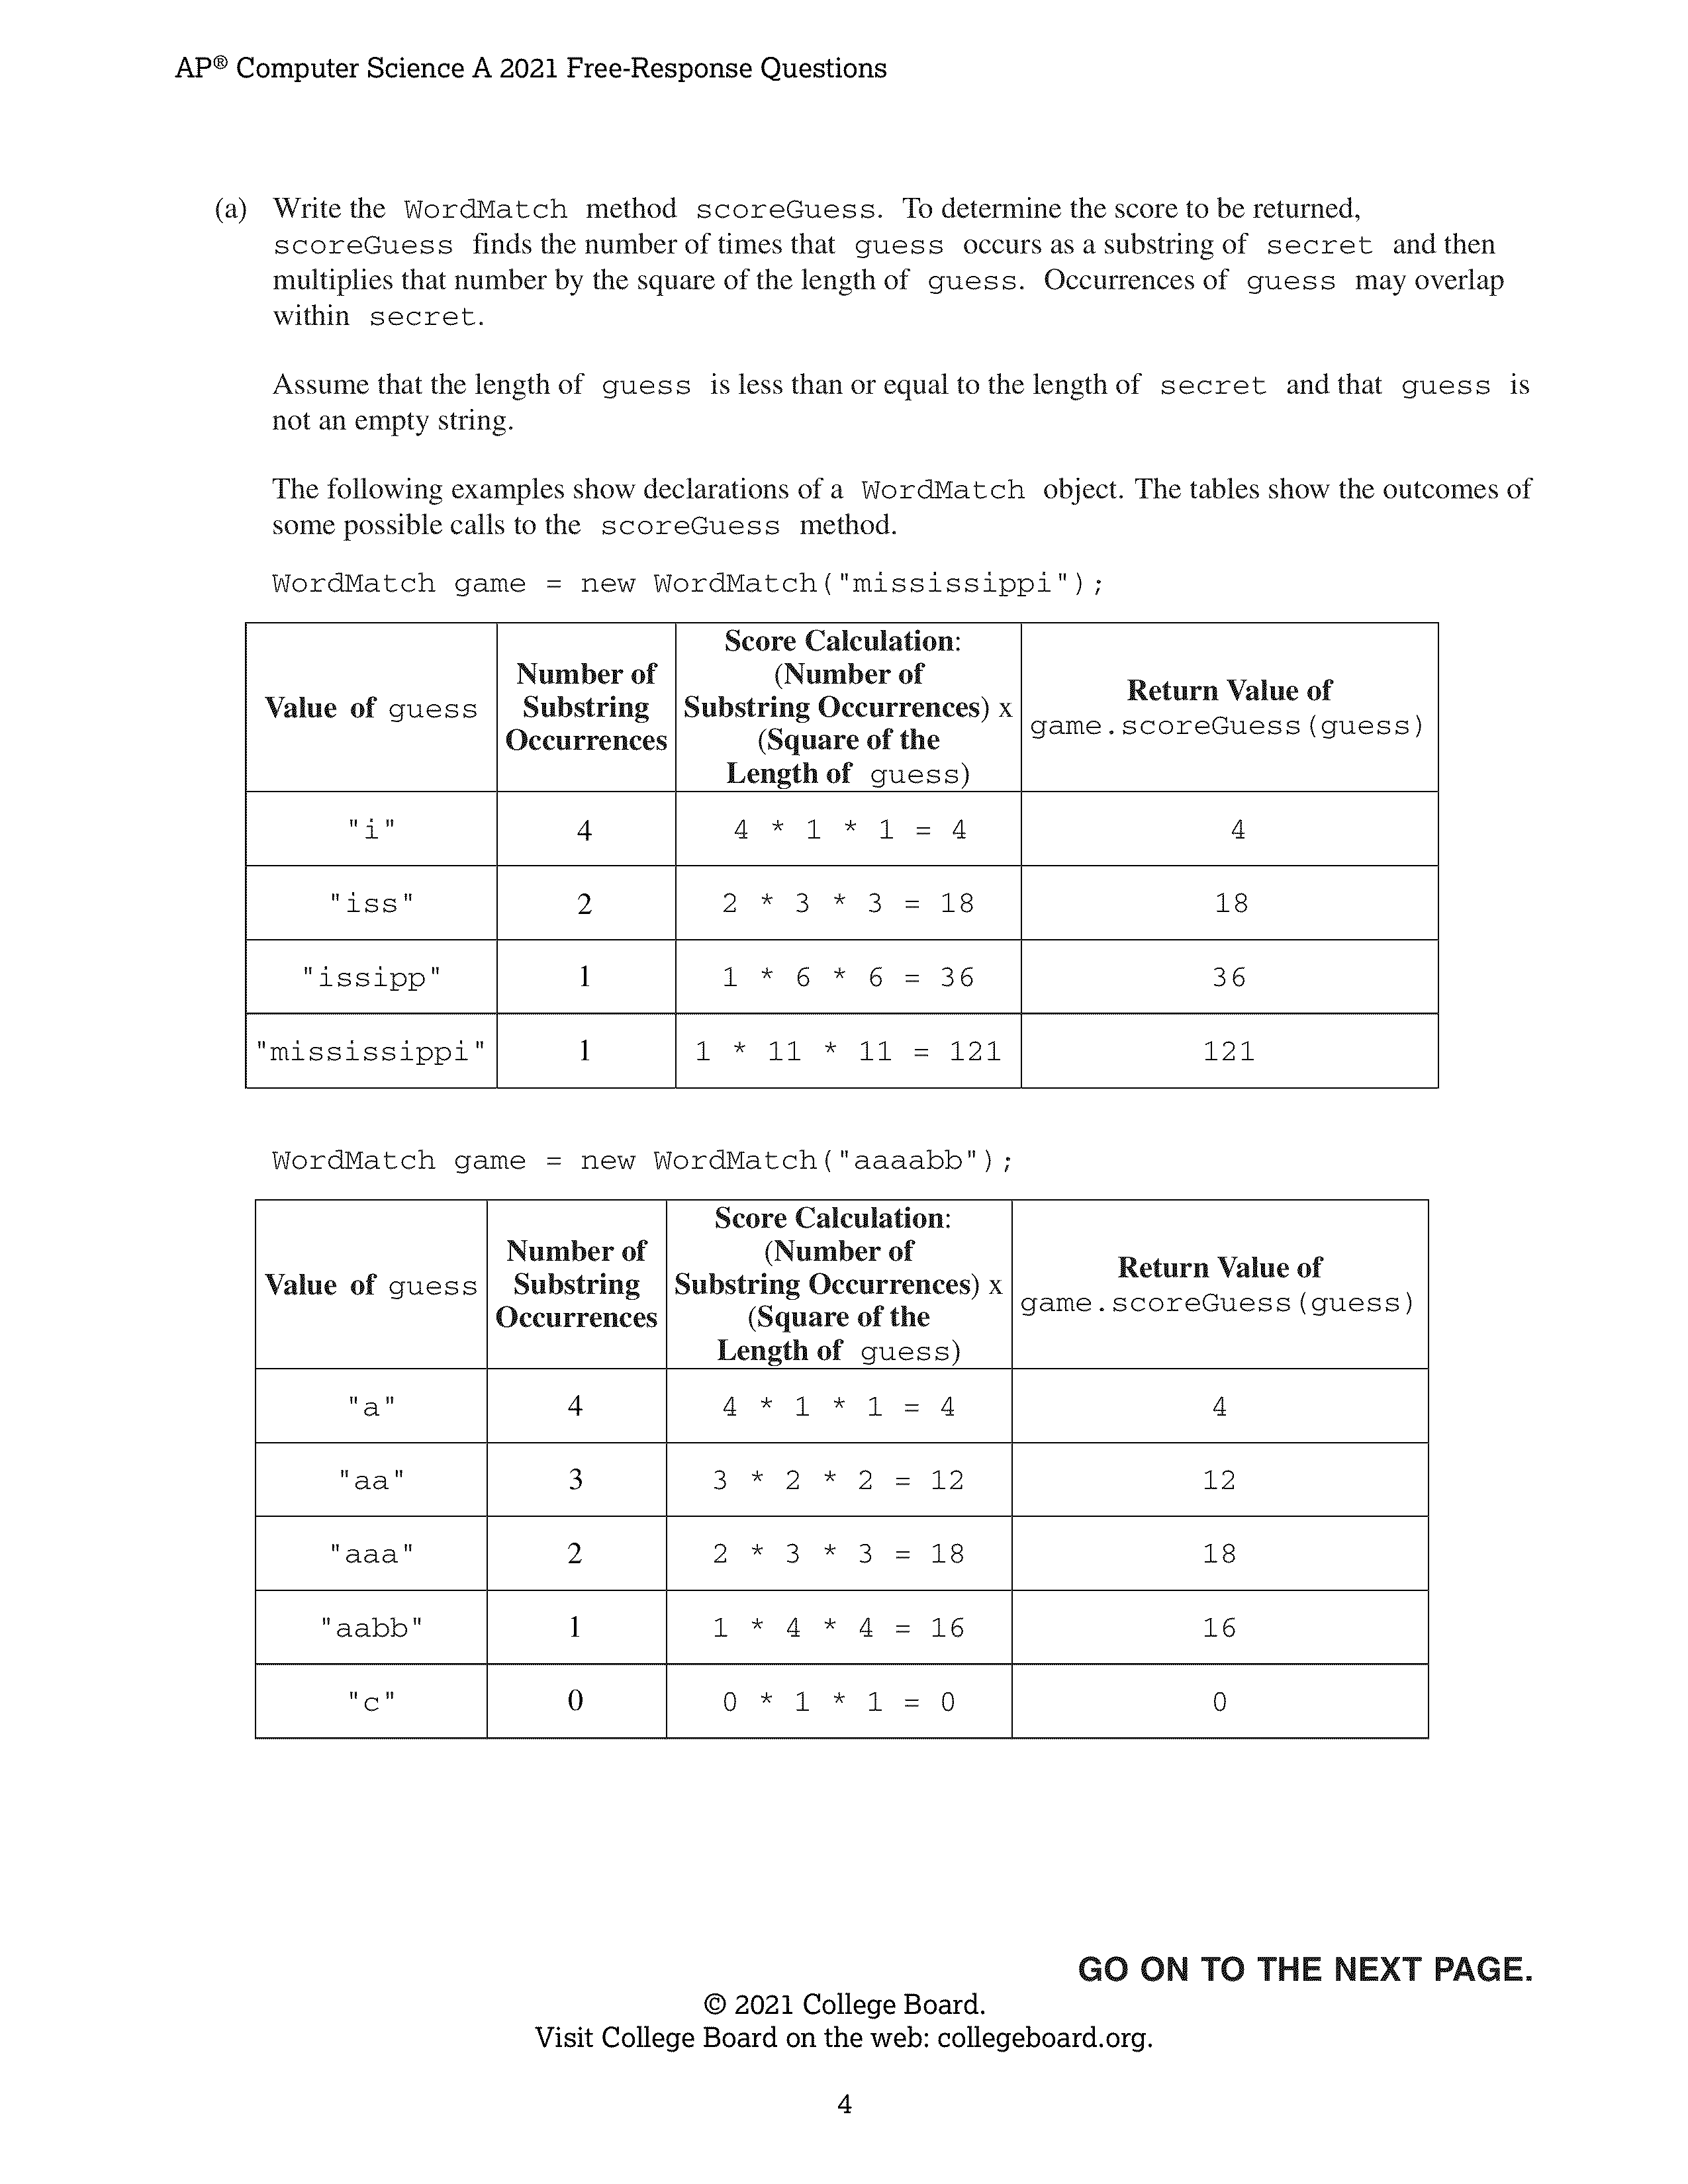 AP® Computer Science A 2021 Free-Response Questions
(a) Write the WordMatch method scoreGuess. To determine the score to be returned,
scoreGuess finds the number of times that guess occurs as a substring of secret and then
multiplies that number by the square of the length of guess. Occurrences of guess may overlap
within secret.
Assume that the length of guess is less than or equal to the length of secret and that guess is
not an empty string.
The following examples show declarations of a WordMatch object. The tables show the outcomes of
some possible calls to the scoreGuess method.
WordMatch game = new WordMatch("mississippi");
Value of guess
Number of
Substring
Occurrences
Score Calculation:
(Number of
Substring Occurrences) x
(Square of the
Length of guess)
Return Value of
game.scoreGuess(guess)
"i" 4 4 * 1 * 1 = 4 4
"iss" 2 2 * 3 * 3 = 18 18
"issipp" 1 1 * 6 * 6 = 36 36
"mississippi" 1 1 * 11 * 11 = 121 121
WordMatch game = new WordMatch("aaaabb");
Value of guess
Number of
Substring
Occurrences
Score Calculation:
(Number of
Substring Occurrences) x
(Square of the
Length of guess)
Return Value of
game.scoreGuess(guess)
"a" 4 4 * 1 * 1 = 4 4
"aa" 3 3 * 2 * 2 = 12 12
"aaa" 2 2 * 3 * 3 = 18 18
"aabb" 1 1 * 4 * 4 = 16 16
"c" 0 0 * 1 * 1 = 0 0
GO ON TO THE NEXT PAGE.
© 2021 College Board.
Visit College Board on the web: collegeboard.org.
4